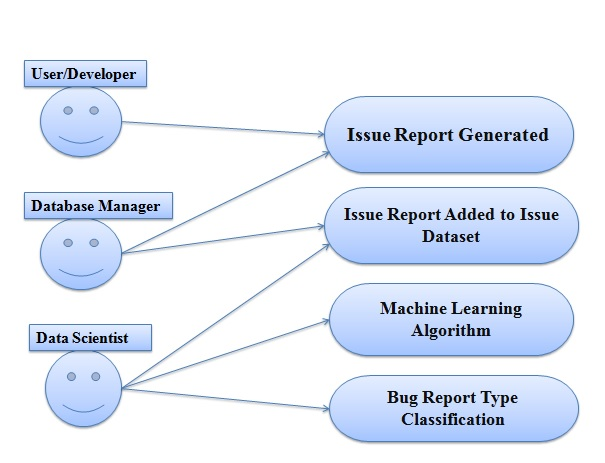 User/Developer
Issue Report Generated
Database Manager
Issue Report Added to Issue
Dataset
Data Scientist
Machine Learning
Algorithm
Bug Report Type
Classification